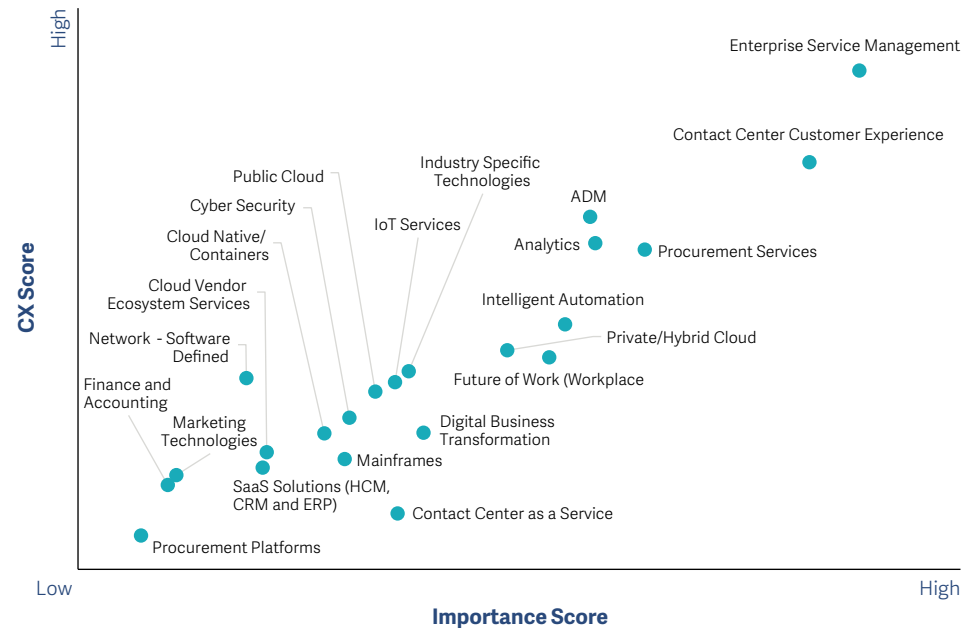 High
Enterprise Service Management
Contact Center Customer Experience
Industry Specific
Technologies
Public Cloud
ADM
Cyber Security
IoT Services
Cloud Native/
Containers
Analytics
Procurement Services
CX Score
Cloud Vendor
Ecosystem Services
Intelligent Automation
Network - Software
Defined
Private/Hybrid Cloud
Finance and
Accounting
Future of Work (Workplace
Marketing
Technologies
Digital Business
Transformation
Mainframes
SaaS Solutions (HCM,
CRM and ERP)
Contact Center as a Service
Procurement Platforms
Low
High
Importance Score